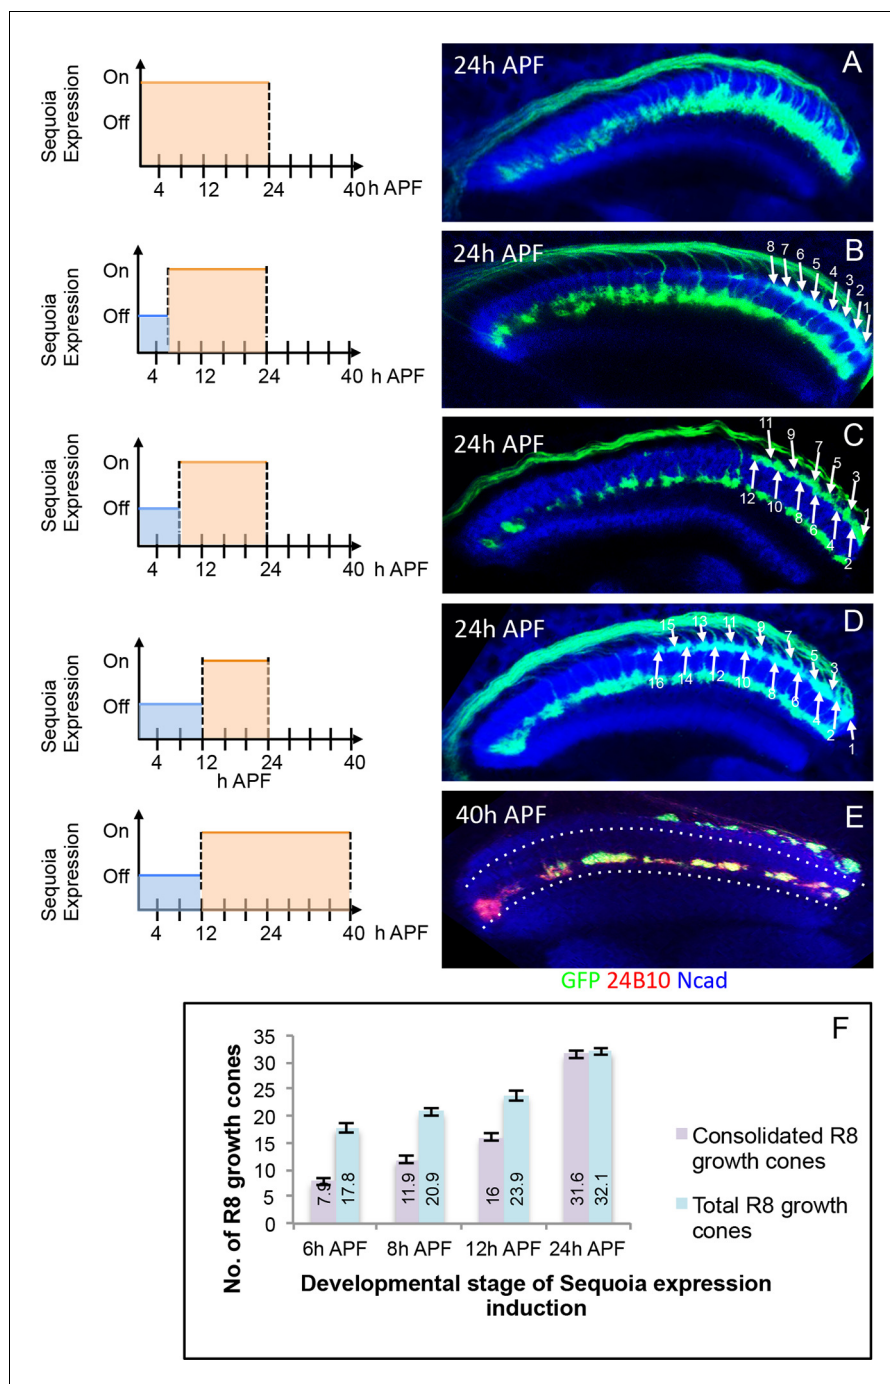 Sequoia
Expression
On
Off
4 12 24 40 h APF
24h APF A
Sequoia
Expression
On
Off
4 12 24 40 h APF
24h APF B
8 7 6 5 4 3 2 1
Sequoia
Expression
On
Off
4 12 24 40 h APF
24h APF C
11 9 7 5 3 1
12 10 8 6 4 2
Sequoia
Expression
On
Off
4 12 24 40
h APF
24h APF D
15 13 11 9 7 5 3
16 14 12 10 8 6 4 2 1
Sequoia
Expression
On
Off
4 12 24 40 h APF
40h APF E
GFP 24B10 Ncad
F
No. of R8 growth cones
35
30
25
20
15
10
5
0
7.9 17.8 11.9 20.9 16 23.9 31.6 32.1
6h APF 8h APF 12h APF 24h APF
Developmental stage of Sequoia expression
induction
Consolidated R8
growth cones
Total R8 growth
cones